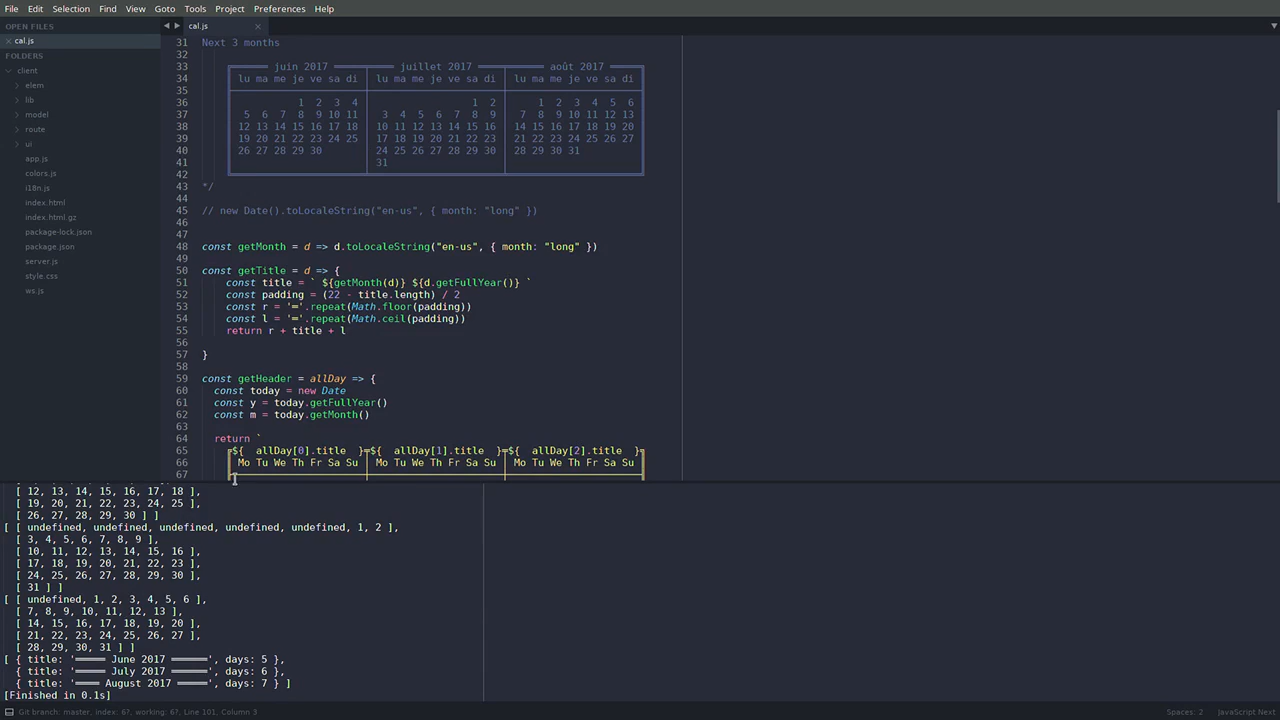 File Edit Selection Find View Goto Tools Project Preferences Help
OPEN FILES
cal.js
FOLDERS
client
elem
lib
model
route
ui
app.js
colors.js
i18n.js
index.html
index.html.gz
package-lock.json
package.json
server.js
style.css
ws.js
cal.js
31 Next 3 months
32
33 ╔══════ juin 2017 ══════╤════ juillet 2017 ═════╤══════ août 2017 ══════╗
34 ║ lu ma me je ve sa di │ lu ma me je ve sa di │ lu ma me je ve sa di ║
35
36 1 2 3 4 │ 1 2 │ 1 2 3 4 5 6
37 5 6 7 8 9 10 11 │ 3 4 5 6 7 8 9 │ 7 8 9 10 11 12 13
38 12 13 14 15 16 17 18 │ 10 11 12 13 14 15 16 │ 14 15 16 17 18 19 20
39 19 20 21 22 23 24 25 │ 17 18 19 20 21 22 23 │ 21 22 23 24 25 26 27
40 26 27 28 29 30 │ 24 25 26 27 28 29 30 │ 28 29 30 31
41 31
42
43 */
44
45 // new Date().toLocaleString("en-us", { month: "long" })
46
47
48 const getMonth = d => d.toLocaleString("en-us", { month: "long" })
49
50 const getTitle = d => {
51 const title = ` ${getMonth(d)} ${d.getFullYear()} `
52 const padding = (22 - title.length) / 2
53 const r = '═'.repeat(Math.floor(padding))
54 const l = '═'.repeat(Math.ceil(padding))
55 return r + title + l
56
57 }
58
59 const getHeader = allDay => {
60 const today = new Date
61 const y = today.getFullYear()
62 const m = today.getMonth()
63
64 return `
65 ╔${ allDay[0].title }╤${ allDay[1].title }╤${ allDay[2].title }╗
66 ║ Mo Tu We Th Fr Sa Su │ Mo Tu We Th Fr Sa Su │ Mo Tu We Th Fr Sa Su ║
67
[ 12, 13, 14, 15, 16, 17, 18 ],
[ 19, 20, 21, 22, 23, 24, 25 ],
[ 26, 27, 28, 29, 30 ] ]
[ [ undefined, undefined, undefined, undefined, undefined, 1, 2 ],
[ 3, 4, 5, 6, 7, 8, 9 ],
[ 10, 11, 12, 13, 14, 15, 16 ],
[ 17, 18, 19, 20, 21, 22, 23 ],
[ 24, 25, 26, 27, 28, 29, 30 ],
[ 31 ] ]
[ [ undefined, 1, 2, 3, 4, 5, 6 ],
[ 7, 8, 9, 10, 11, 12, 13 ],
[ 14, 15, 16, 17, 18, 19, 20 ],
[ 21, 22, 23, 24, 25, 26, 27 ],
[ 28, 29, 30, 31 ] ]
[ { title: '═════ June 2017 ══════', days: 5 },
{ title: '═════ July 2017 ══════', days: 6 },
{ title: '════ August 2017 ═════', days: 7 } ]
[Finished in 0.1s]
Git branch: master, index: 6?, working: 6?, Line 101, Column 3 Spaces: 2 JavaScript Next